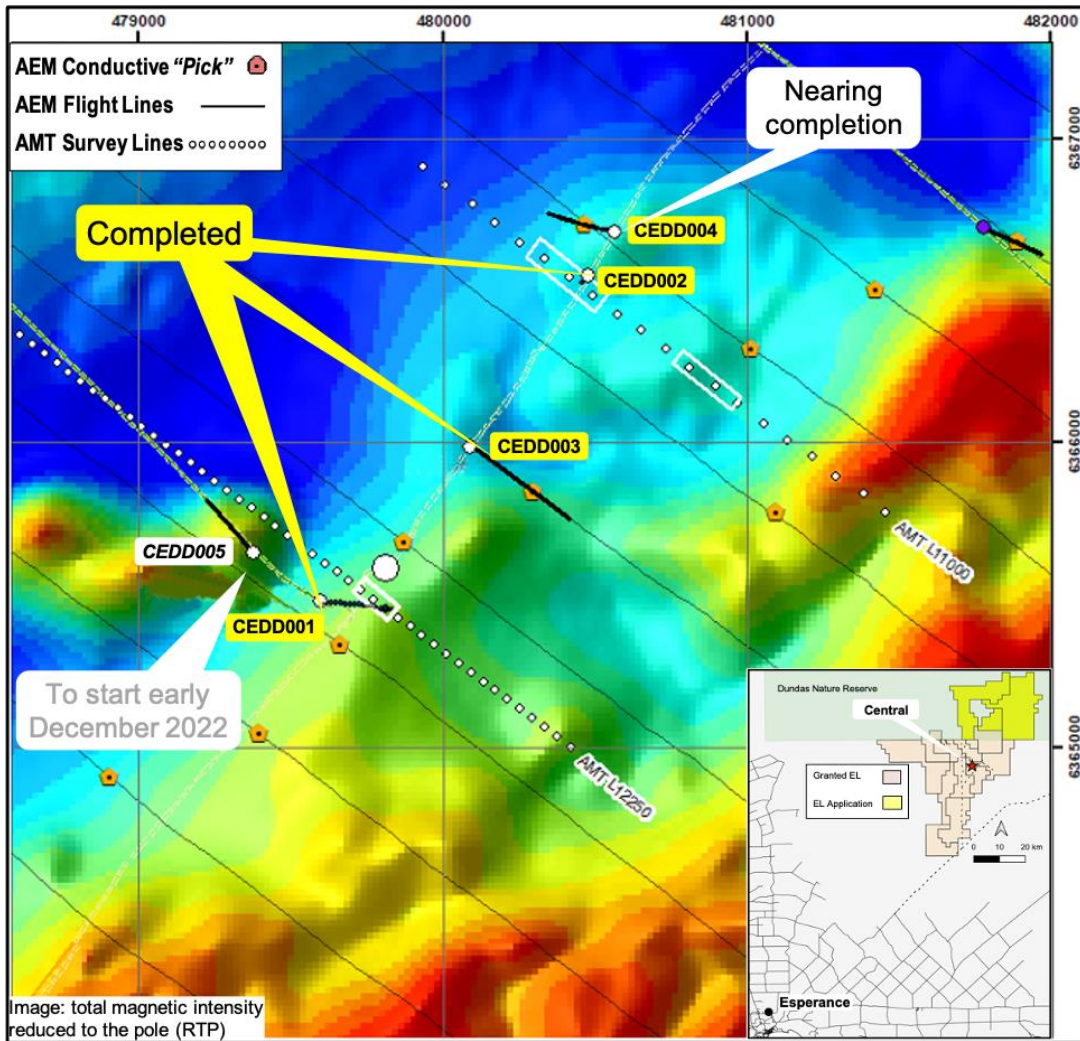 479000
480000
481000
482000
AEM Conductive “Pick”
AEM Flight Lines
AMT Survey Lines
Nearing
completion
6367000
Completed
CEDD004
CEDD002
CEDD003
6366000
CEDD005
AMT L11000
CEDD001
To start early
December 2022
AMT L12250
6365000
Dundas Nature Reserve
Central
Granted EL
EL Application
0 10 20 km
Esperance
Image: total magnetic intensity
reduced to the pole (RTP)